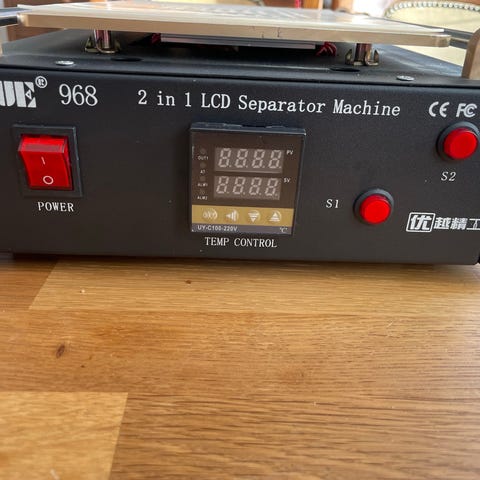 UE® 968
2 in 1 LCD Separator Machine
CE FC
POWER
OUT1
AT
ALM1
ALM2
PV
SV
UY-C100-220V
℃
TEMP CONTROL
S1
S2
优越精工